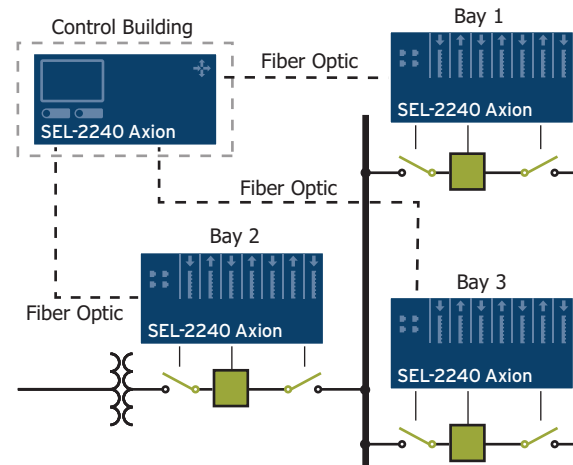 Control Building
SEL-2240 Axion
Fiber Optic
Bay 1
SEL-2240 Axion
Fiber Optic
Bay 2
SEL-2240 Axion
Fiber Optic
Bay 3
SEL-2240 Axion